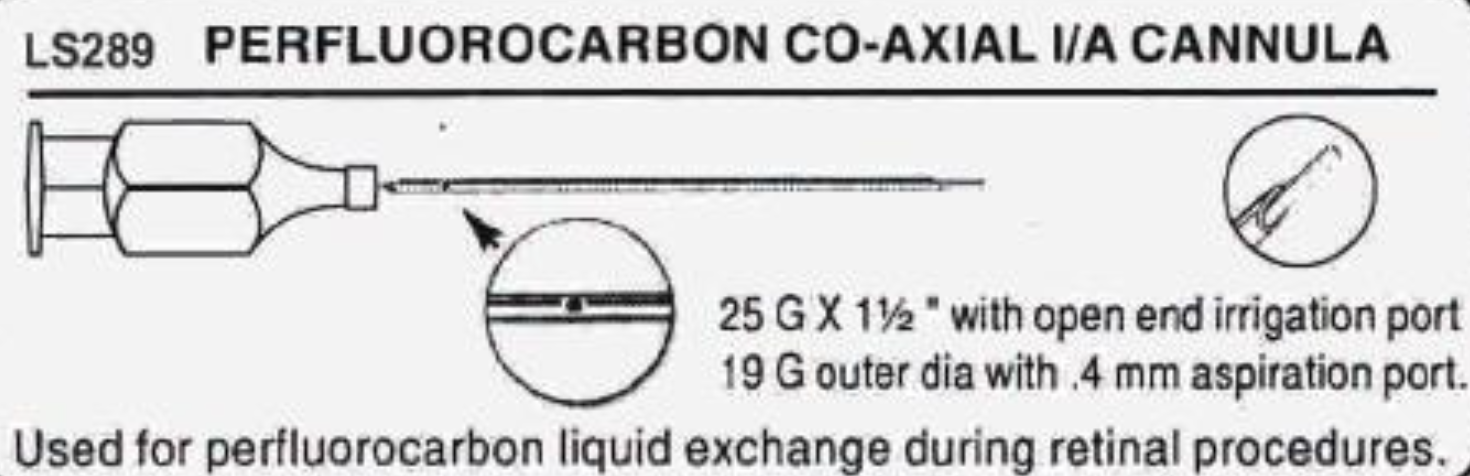 LS289 PERFLUOROCARBON CO-AXIAL I/A CANNULA
25 G X 1½ " with open end irrigation port
19 G outer dia with .4 mm aspiration port.
Used for perfluorocarbon liquid exchange during retinal procedures.